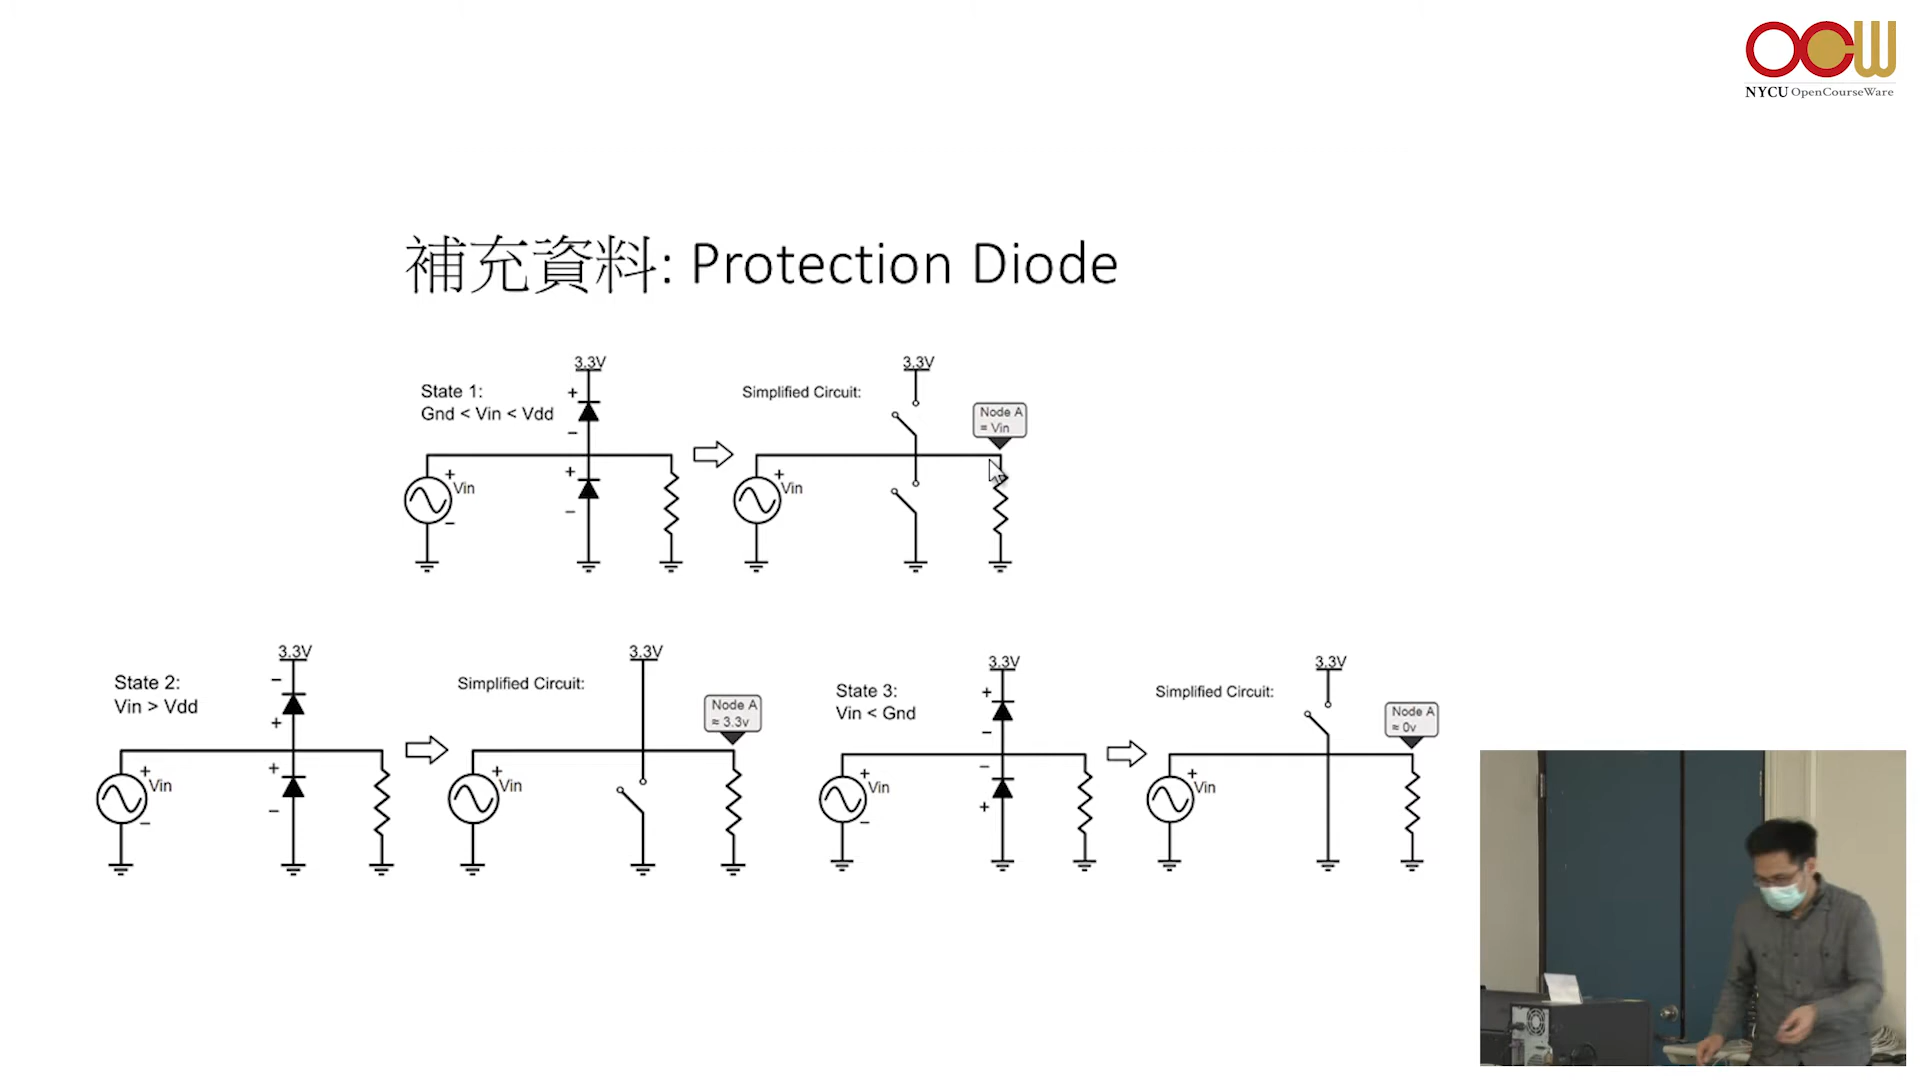 OCW
NYCU OpenCourseWare
補充資料: Protection Diode
State 1:
Gnd < Vin < Vdd
3.3V
+
−
+
−
+
Vin
−
Simplified Circuit:
3.3V
Node A
= Vin
+
Vin
State 2:
Vin > Vdd
3.3V
−
+
+
−
+
Vin
−
Simplified Circuit:
3.3V
Node A
≈ 3.3v
+
Vin
State 3:
Vin < Gnd
3.3V
+
−
−
+
+
Vin
−
Simplified Circuit:
3.3V
Node A
≈ 0v
+
Vin